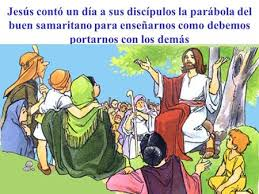 Jesús contó un día a sus discípulos la parábola del
buen samaritano para enseñarnos como debemos
portarnos con los demás